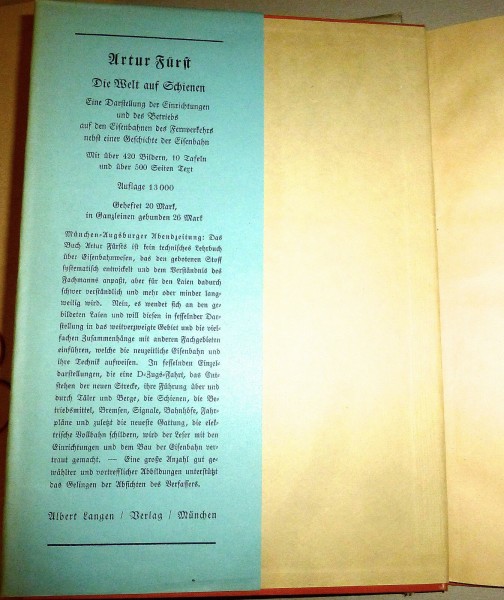 Artur Fürst
Die Welt auf Schienen
Eine Darstellung der Einrichtungen
und des Betriebs
auf den Eisenbahnen des Fernverkehrs
nebst einer Geschichte der Eisenbahn
Mit über 420 Bildern, 10 Tafeln
und über 500 Seiten Text
Auflage 13000
Geheftet 20 Mark,
in Ganzleinen gebunden 26 Mark
München-Augsburger Abendzeitung: Das
Buch Artur Fürsts ist kein technisches Lehrbuch
über Eisenbahnwesen, das den gebotenen Stoff
systematisch entwickelt und dem Verständnis des
Fachmanns anpaßt, aber für den Laien dadurch
schwer verständlich und mehr oder minder lang-
weilig wird. Nein, es wendet sich an den ge-
bildeten Laien und will diesen in fesselnder Dar-
stellung in das weitverzweigte Gebiet und die viel-
fachen Zusammenhänge mit anderen Fachgebieten
einführen, welche die neuzeitliche Eisenbahn und
ihre Technik aufweisen. In fesselnden Einzel-
darstellungen, die eine D-Zugs-Fahrt, das Ent-
stehen der neuen Strecke, ihre Führung über und
durch Täler und Berge, die Schienen, die Be-
triebsmittel, Bremsen, Signale, Bahnhöfe, Fahr-
pläne und zuletzt die neueste Gattung, die elek-
trische Vollbahn schildern, wird der Leser mit den
Einrichtungen und dem Bau der Eisenbahn ver-
traut gemacht. — Eine große Anzahl gut ge-
wählter und vortrefflicher Abbildungen unterstützt
das Gelingen der Absichten des Verfassers.
Albert Langen / Verlag / München